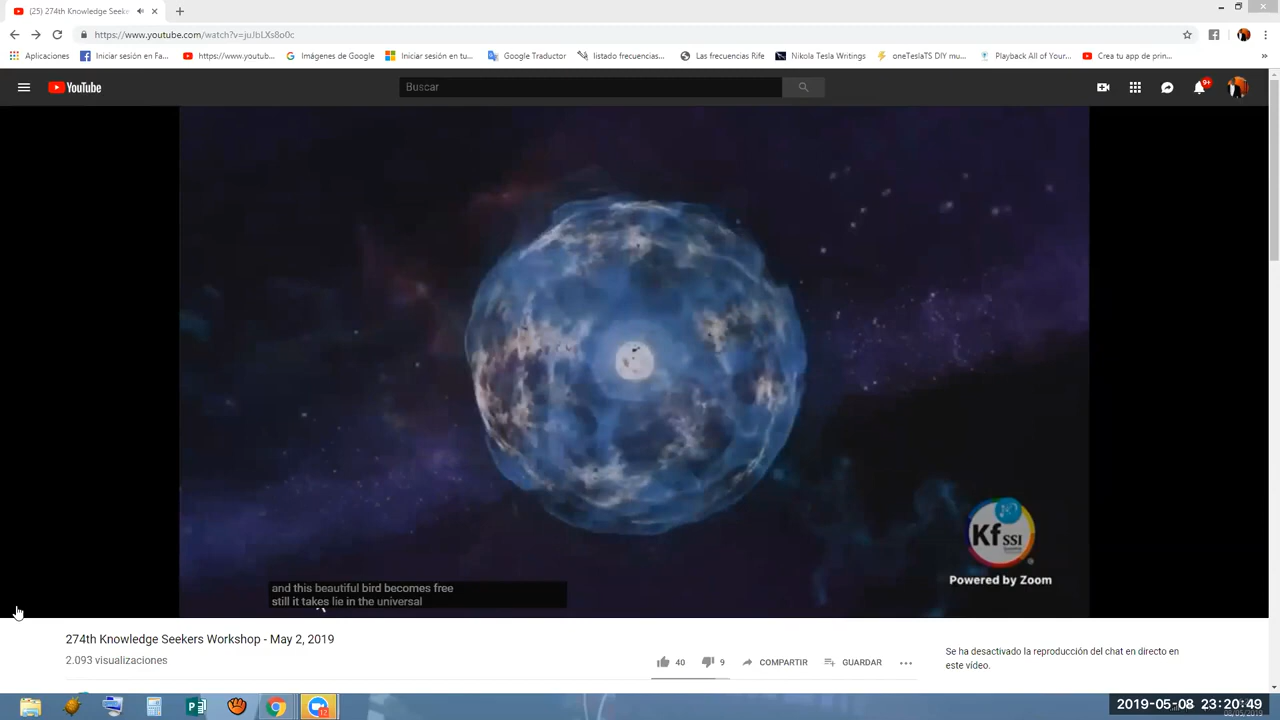 (25) 274th Knowledge Seeke
https://www.youtube.com/watch?v=juJbLXs8o0c
Aplicaciones
Iniciar sesión en Fa...
https://www.youtub...
Imágenes de Google
Iniciar sesión en tu...
Google Traductor
listado frecuencias...
Las frecuencias Rife
Nikola Tesla Writings
oneTeslaTS DIY mu...
Playback All of Your...
Crea tu app de prin...
YouTube
Buscar
9+
Kf SSI
Powered by Zoom
and this beautiful bird becomes free
still it takes lie in the universal
274th Knowledge Seekers Workshop - May 2, 2019
2.093 visualizaciones
40
9
COMPARTIR
GUARDAR
Se ha desactivado la reproducción del chat en directo en
este vídeo.
2019-05-08 23:20:49